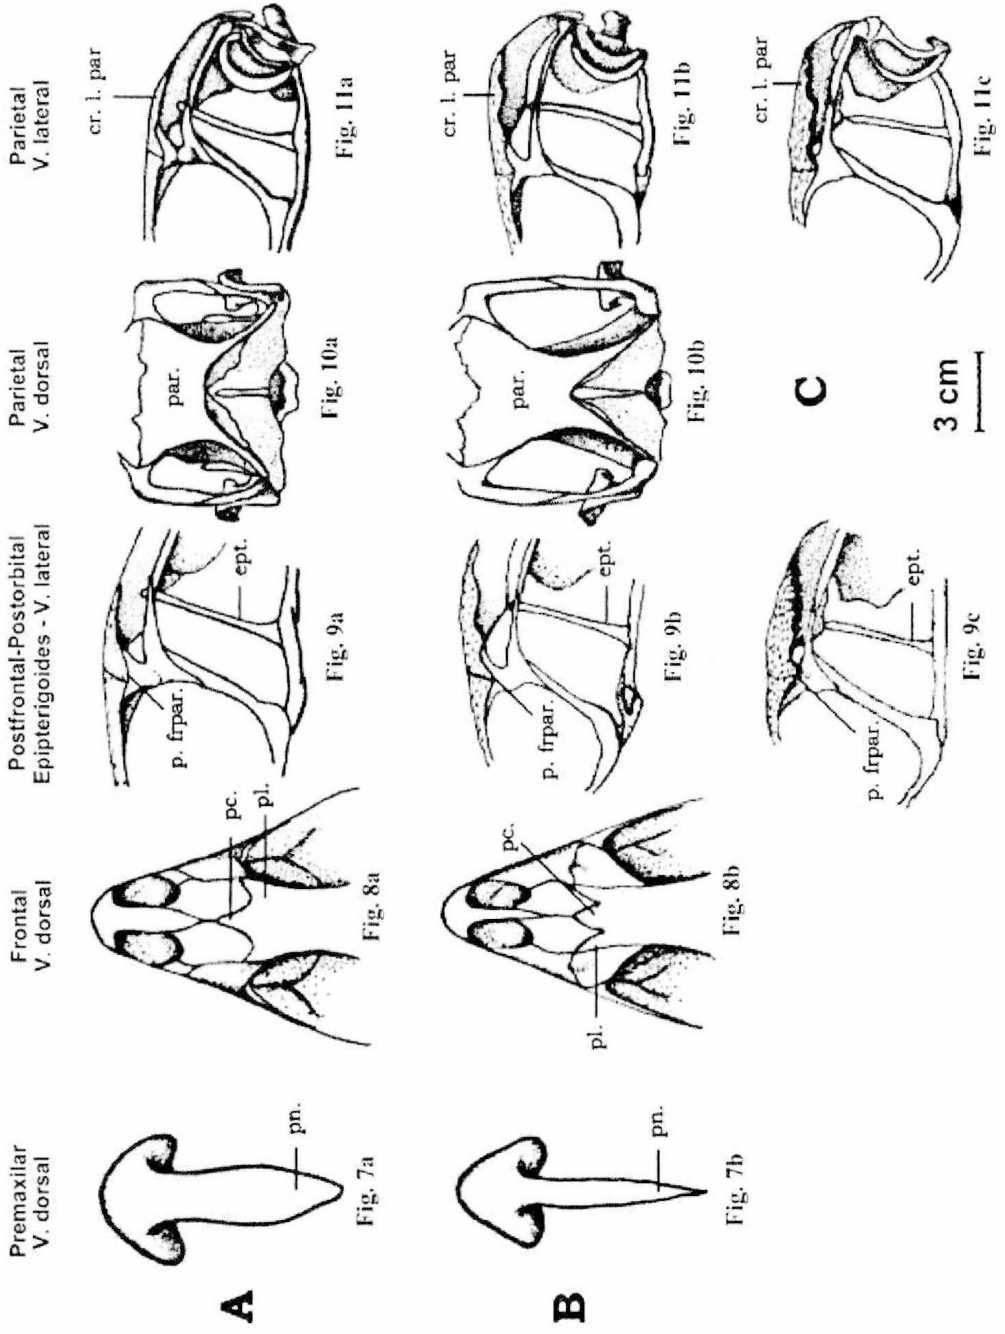 Premaxilar
V. dorsal
Frontal
V. dorsal
Postfrontal-Postorbital
Epipterigoides - V. lateral
Parietal
V. dorsal
Parietal
V. lateral
A
pn.
Fig. 7a
pc.
pl.
Fig. 8a
p. frpar.
ept.
Fig. 9a
par.
Fig. 10a
cr. l. par
Fig. 11a
B
pn.
Fig. 7b
pl.
pc.
Fig. 8b
p. frpar.
ept.
Fig. 9b
par.
Fig. 10b
cr. l. par
Fig. 11b
p. frpar.
ept.
Fig. 9c
C
3 cm
cr. l. par
Fig. 11c